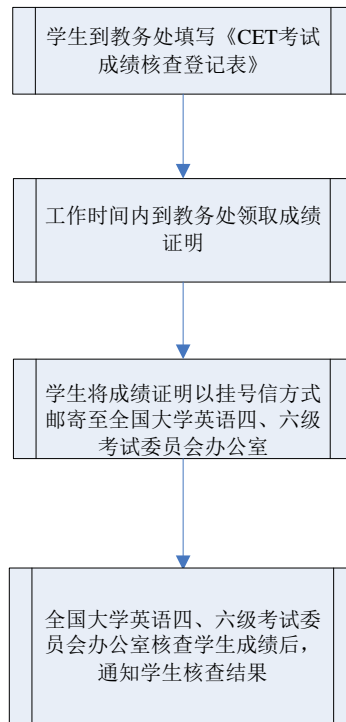 学生到教务处填写《CET考试
成绩核查登记表》
工作时间内到教务处领取成绩
证明
学生将成绩证明以挂号信方式
邮寄至全国大学英语四、六级
考试委员会办公室
全国大学英语四、六级考试委
员会办公室核查学生成绩后，
通知学生核查结果